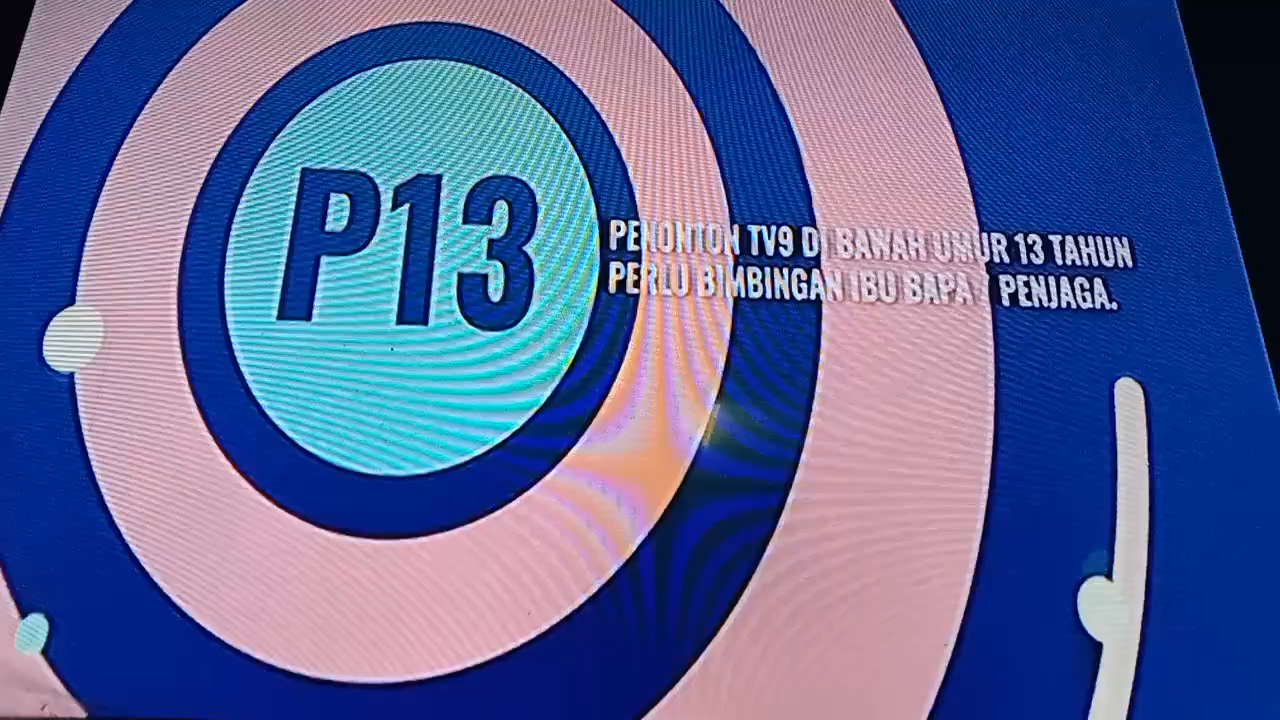 P13
PENONTON TV9 DI BAWAH UMUR 13 TAHUN
PERLU BIMBINGAN IBU BAPA / PENJAGA.